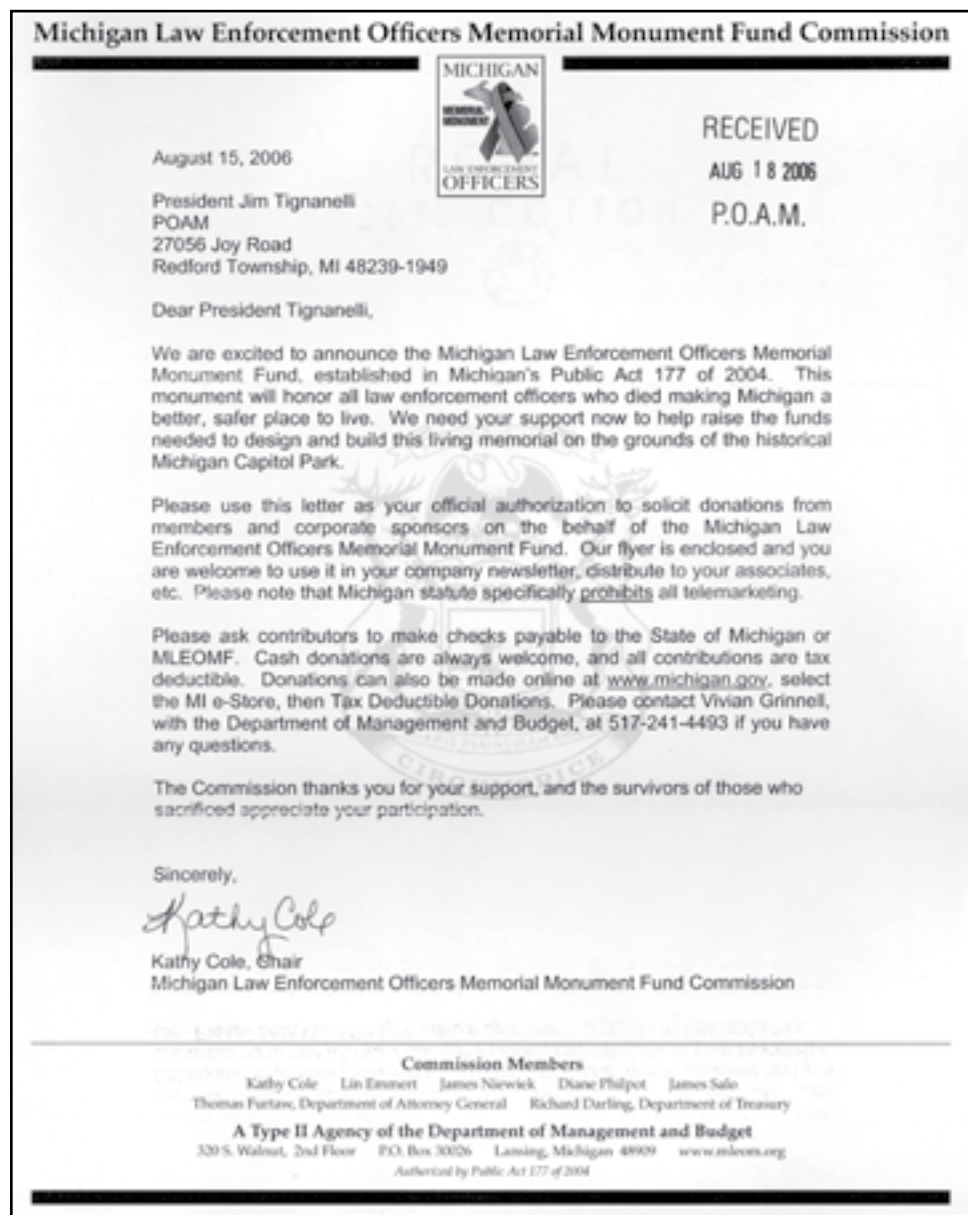 Michigan Law Enforcement Officers Memorial Monument Fund Commission
MICHIGAN
MEMORIAL
MONUMENT
LAW ENFORCEMENT
OFFICERS
RECEIVED
AUG 18 2006
P.O.A.M.
August 15, 2006
President Jim Tignanelli
POAM
27056 Joy Road
Redford Township, MI 48239-1949
Dear President Tignanelli,
We are excited to announce the Michigan Law Enforcement Officers Memorial
Monument Fund, established in Michigan's Public Act 177 of 2004. This
monument will honor all law enforcement officers who died making Michigan a
better, safer place to live. We need your support now to help raise the funds
needed to design and build this living memorial on the grounds of the historical
Michigan Capitol Park.
Please use this letter as your official authorization to solicit donations from
members and corporate sponsors on the behalf of the Michigan Law
Enforcement Officers Memorial Monument Fund. Our flyer is enclosed and you
are welcome to use it in your company newsletter, distribute to your associates,
etc. Please note that Michigan statute specifically prohibits all telemarketing.
Please ask contributors to make checks payable to the State of Michigan or
MLEOMF. Cash donations are always welcome, and all contributions are tax
deductible. Donations can also be made online at www.michigan.gov, select
the MI e-Store, then Tax Deductible Donations. Please contact Vivian Grinnell,
with the Department of Management and Budget, at 517-241-4493 if you have
any questions.
CIRCUMSPICE
The Commission thanks you for your support, and the survivors of those who
sacrificed appreciate your participation.
Sincerely,
Kathy Cole
Kathy Cole, Chair
Michigan Law Enforcement Officers Memorial Monument Fund Commission
Commission Members
Kathy Cole Lin Emmert James Niewiek Diane Philpot James Salo
Thomas Furtaw, Department of Attorney General Richard Darling, Department of Treasury
A Type II Agency of the Department of Management and Budget
320 S. Walnut, 2nd Floor P.O. Box 30026 Lansing, Michigan 48909 www.mleom.org
Authorized by Public Act 177 of 2004